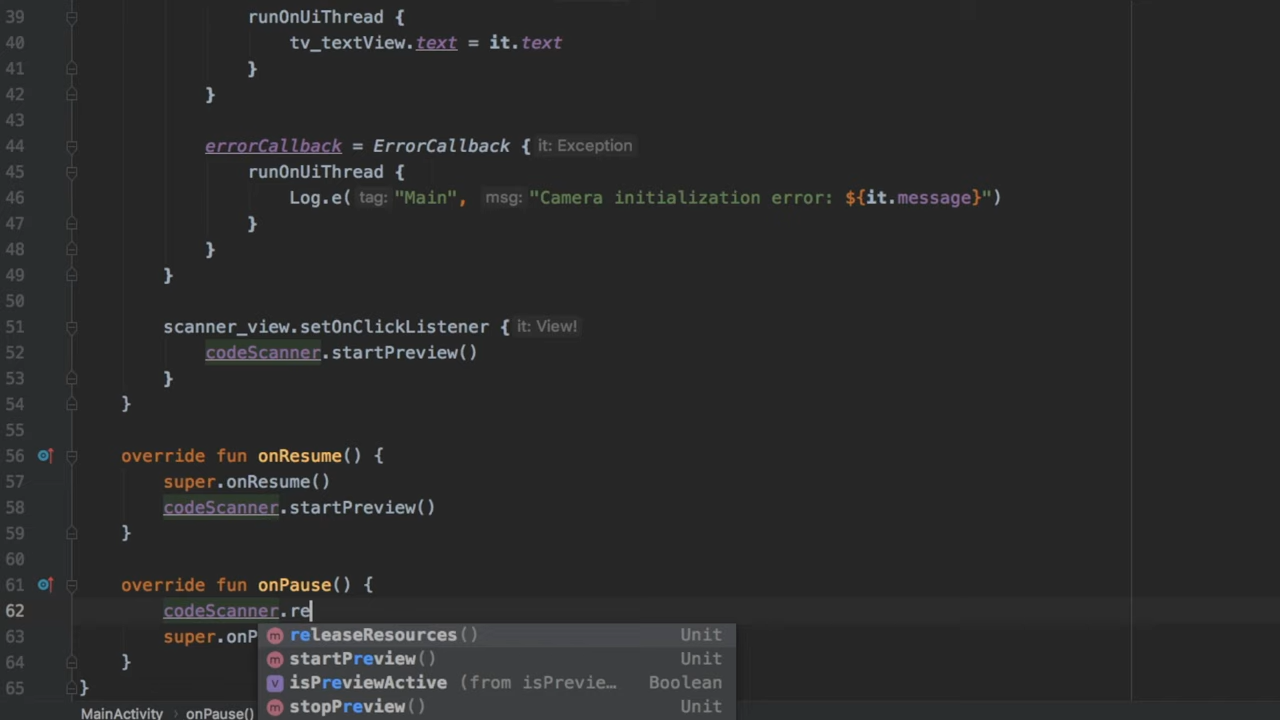 39 runOnUiThread {
40 tv_textView.text = it.text
41 }
42 }
43
44 errorCallback = ErrorCallback { it: Exception
45 runOnUiThread {
46 Log.e( tag: "Main", msg: "Camera initialization error: ${it.message}")
47 }
48 }
49 }
50
51 scanner_view.setOnClickListener { it: View!
52 codeScanner.startPreview()
53 }
54 }
55
56 override fun onResume() {
57 super.onResume()
58 codeScanner.startPreview()
59 }
60
61 override fun onPause() {
62 codeScanner.re
63 super.onP
releaseResources() Unit
64 }
startPreview() Unit
65 }
isPreviewActive (from isPrevie… Boolean
stopPreview() Unit
MainActivity › onPause()